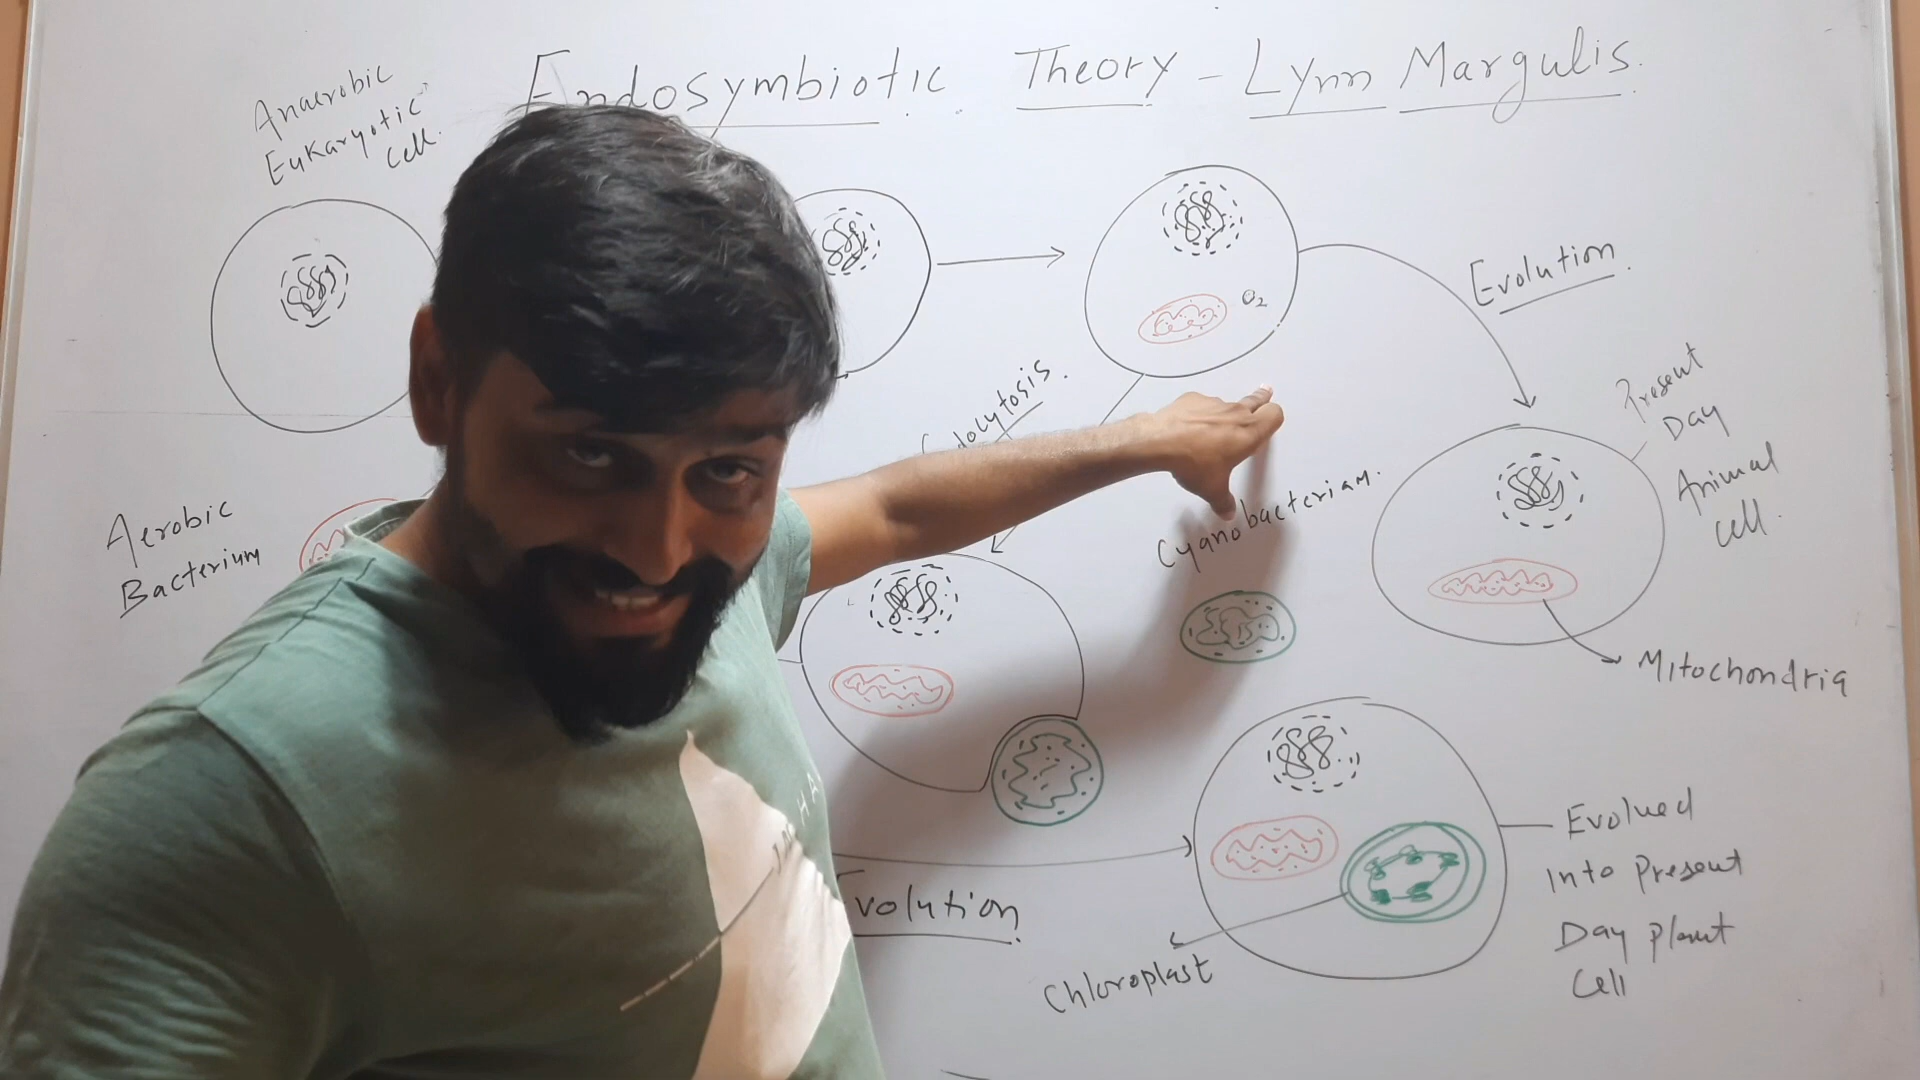 Endosymbiotic Theory - Lynn Margulis.
Anaerobic
Eukaryotic
Cell.
O2
Evolution.
Present
Day
Animal
Cell.
Aerobic
Bacterium
Cyanobacterium.
Mitochondria
Evolved
Into Present
Day Plant
Cell
Chloroplast